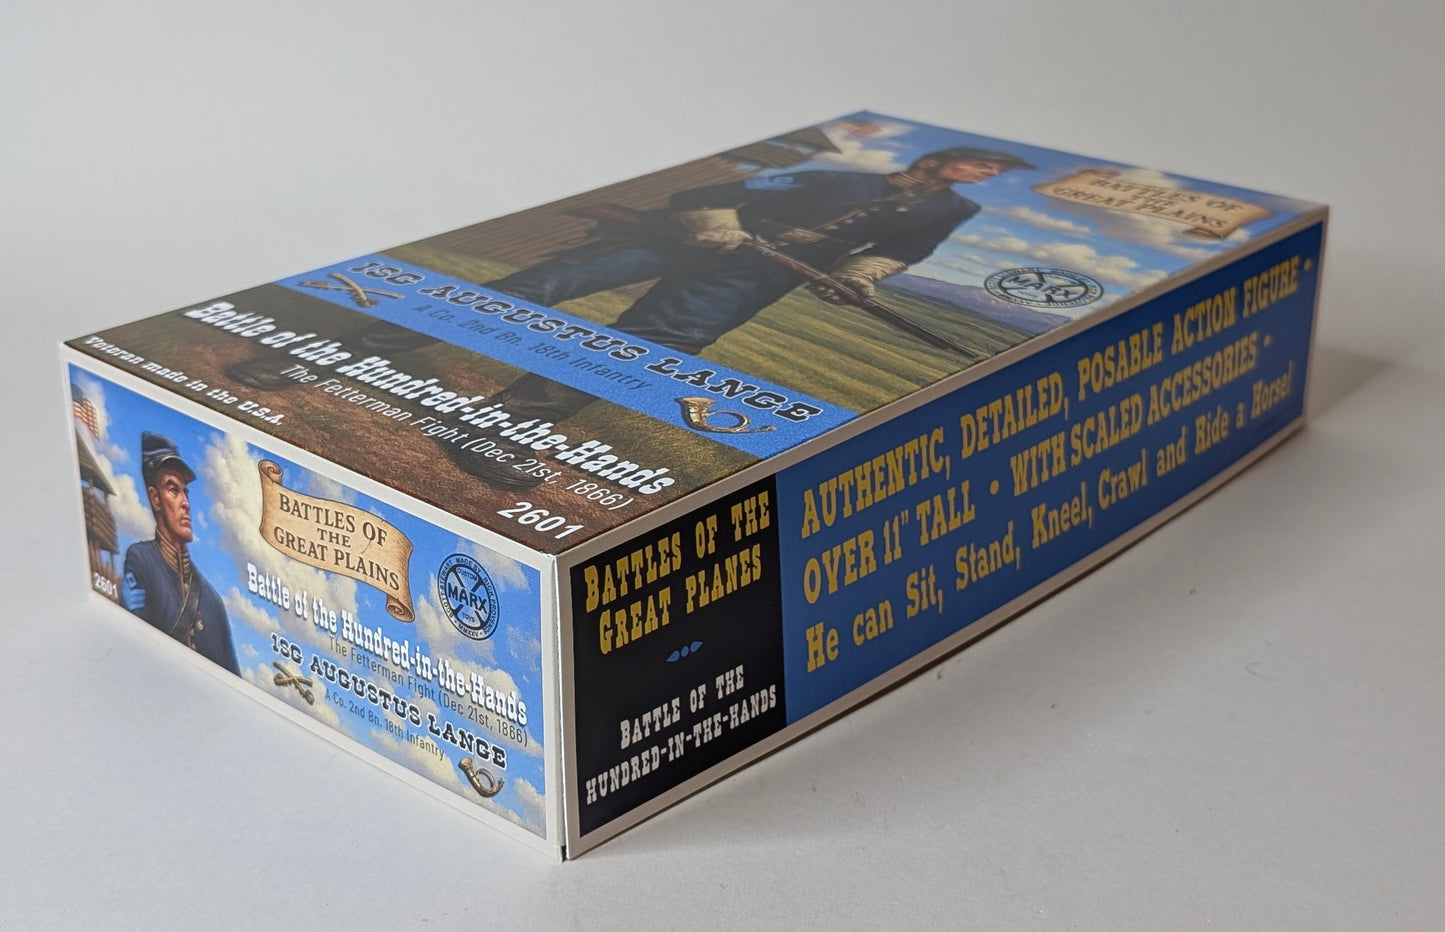 BATTLES OF
THE
GREAT PLAINS
MARX
1SG AUGUSTUS LANGE
A Co. 2nd Bn. 18th Infantry
Battle of the Hundred-in-the-Hands
The Fetterman Fight (Dec 21st, 1866)
Veteran made in the U.S.A.
2601
BATTLES OF
THE
GREAT PLAINS
CUSTOM
MARX
TOYS
Battle of the Hundred-in-the-Hands
The Fetterman Fight (Dec 21st, 1866)
1SG AUGUSTUS LANGE
A Co. 2nd Bn. 18th Infantry
2601
BATTLES OF THE
GREAT PLANES
BATTLE OF THE
HUNDRED-IN-THE-HANDS
AUTHENTIC, DETAILED, POSABLE ACTION FIGURE •
OVER 11" TALL • WITH SCALED ACCESSORIES •
He can Sit, Stand, Kneel, Crawl and Ride a Horse!